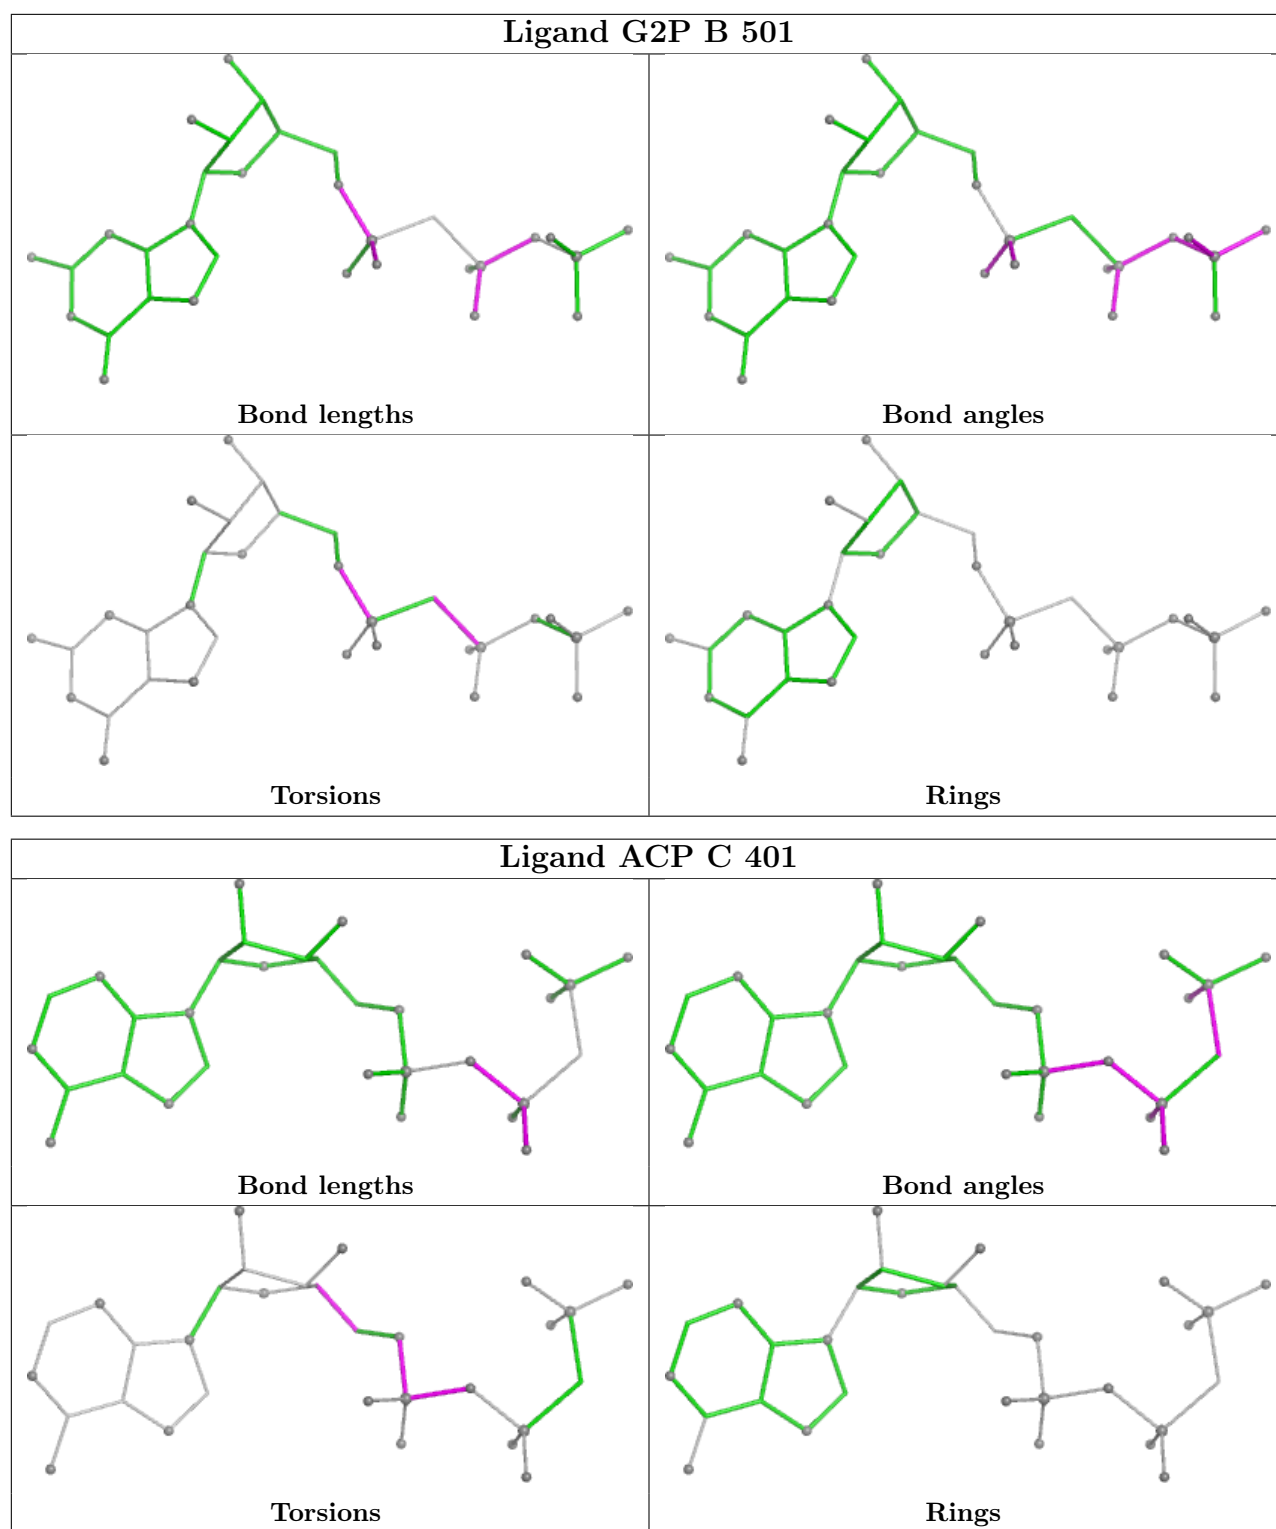 Ligand G2P B 501
Bond lengths
Bond angles
Torsions
Rings
Ligand ACP C 401
Bond lengths
Bond angles
Torsions
Rings